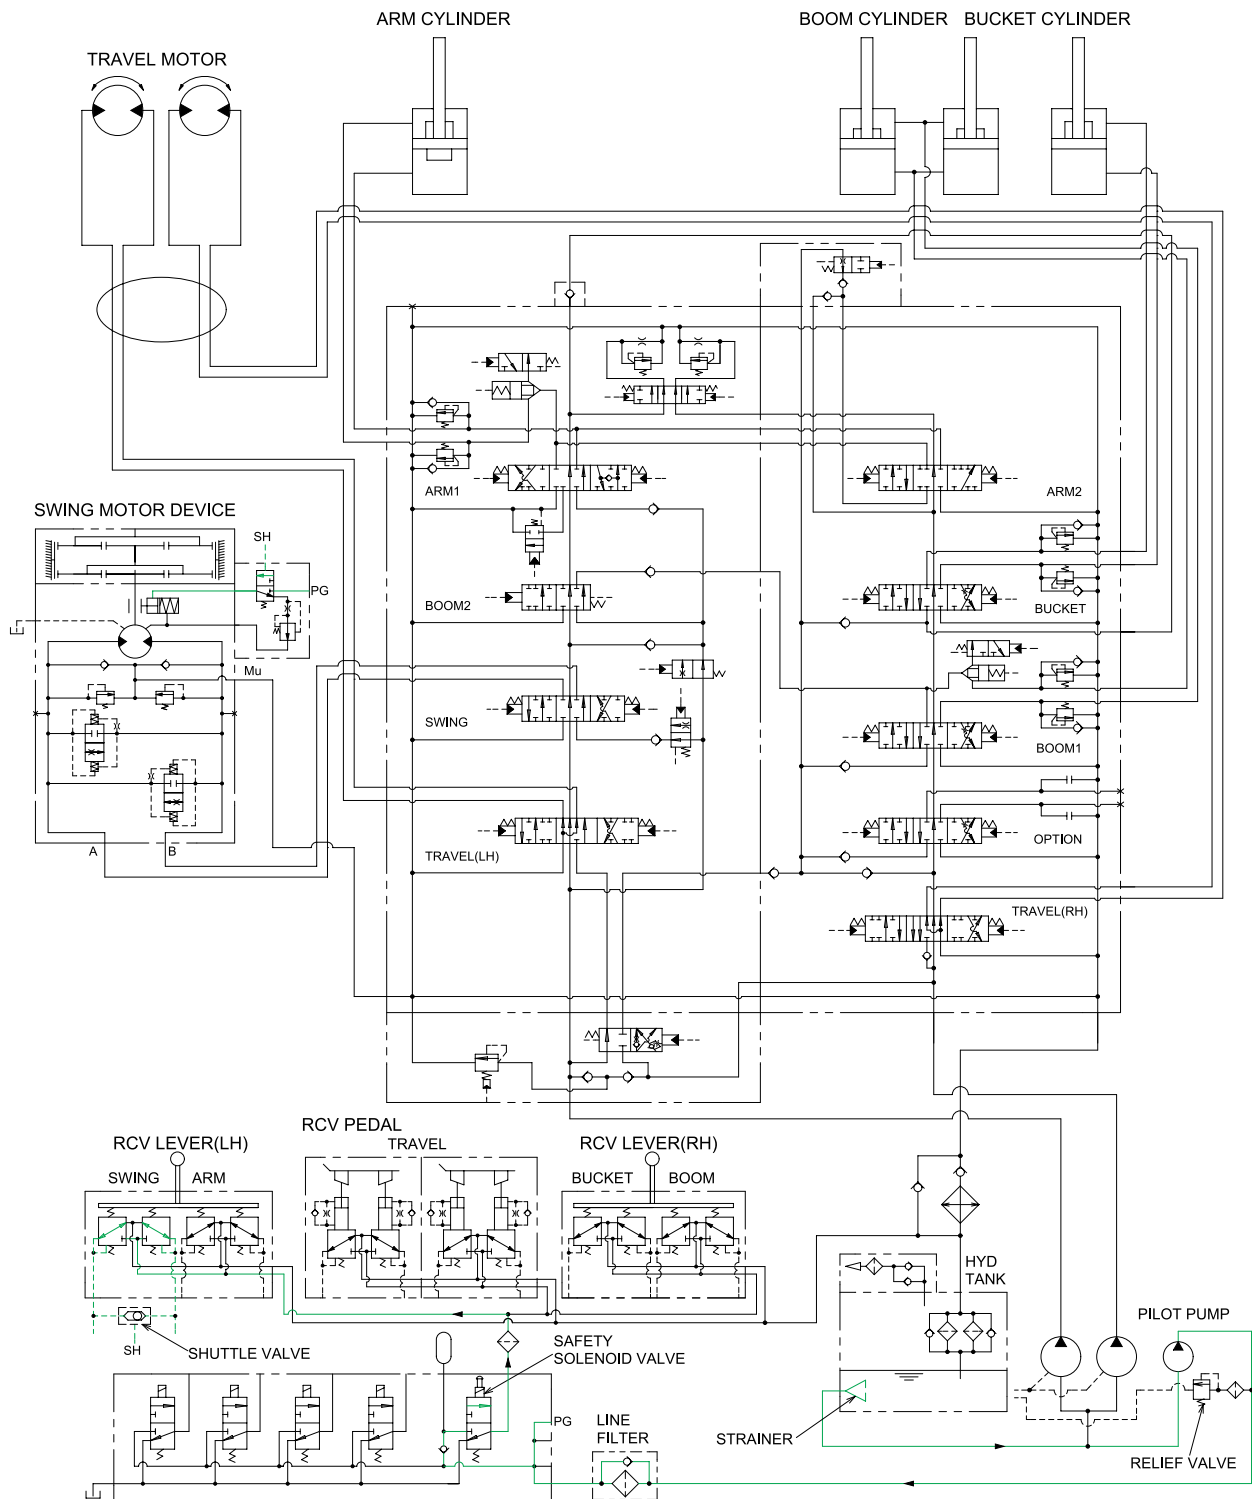 ARM CYLINDER
BOOM CYLINDER
BUCKET CYLINDER
TRAVEL MOTOR
ARM1
ARM2
SWING MOTOR DEVICE
SH
PG
BOOM2
BUCKET
Mu
SWING
BOOM1
OPTION
A
B
TRAVEL(LH)
TRAVEL(RH)
RCV PEDAL
TRAVEL
RCV LEVER(LH)
SWING
ARM
RCV LEVER(RH)
BUCKET
BOOM
HYD
TANK
PILOT PUMP
SH
SHUTTLE VALVE
SAFETY
SOLENOID VALVE
PG
LINE
FILTER
STRAINER
RELIEF VALVE